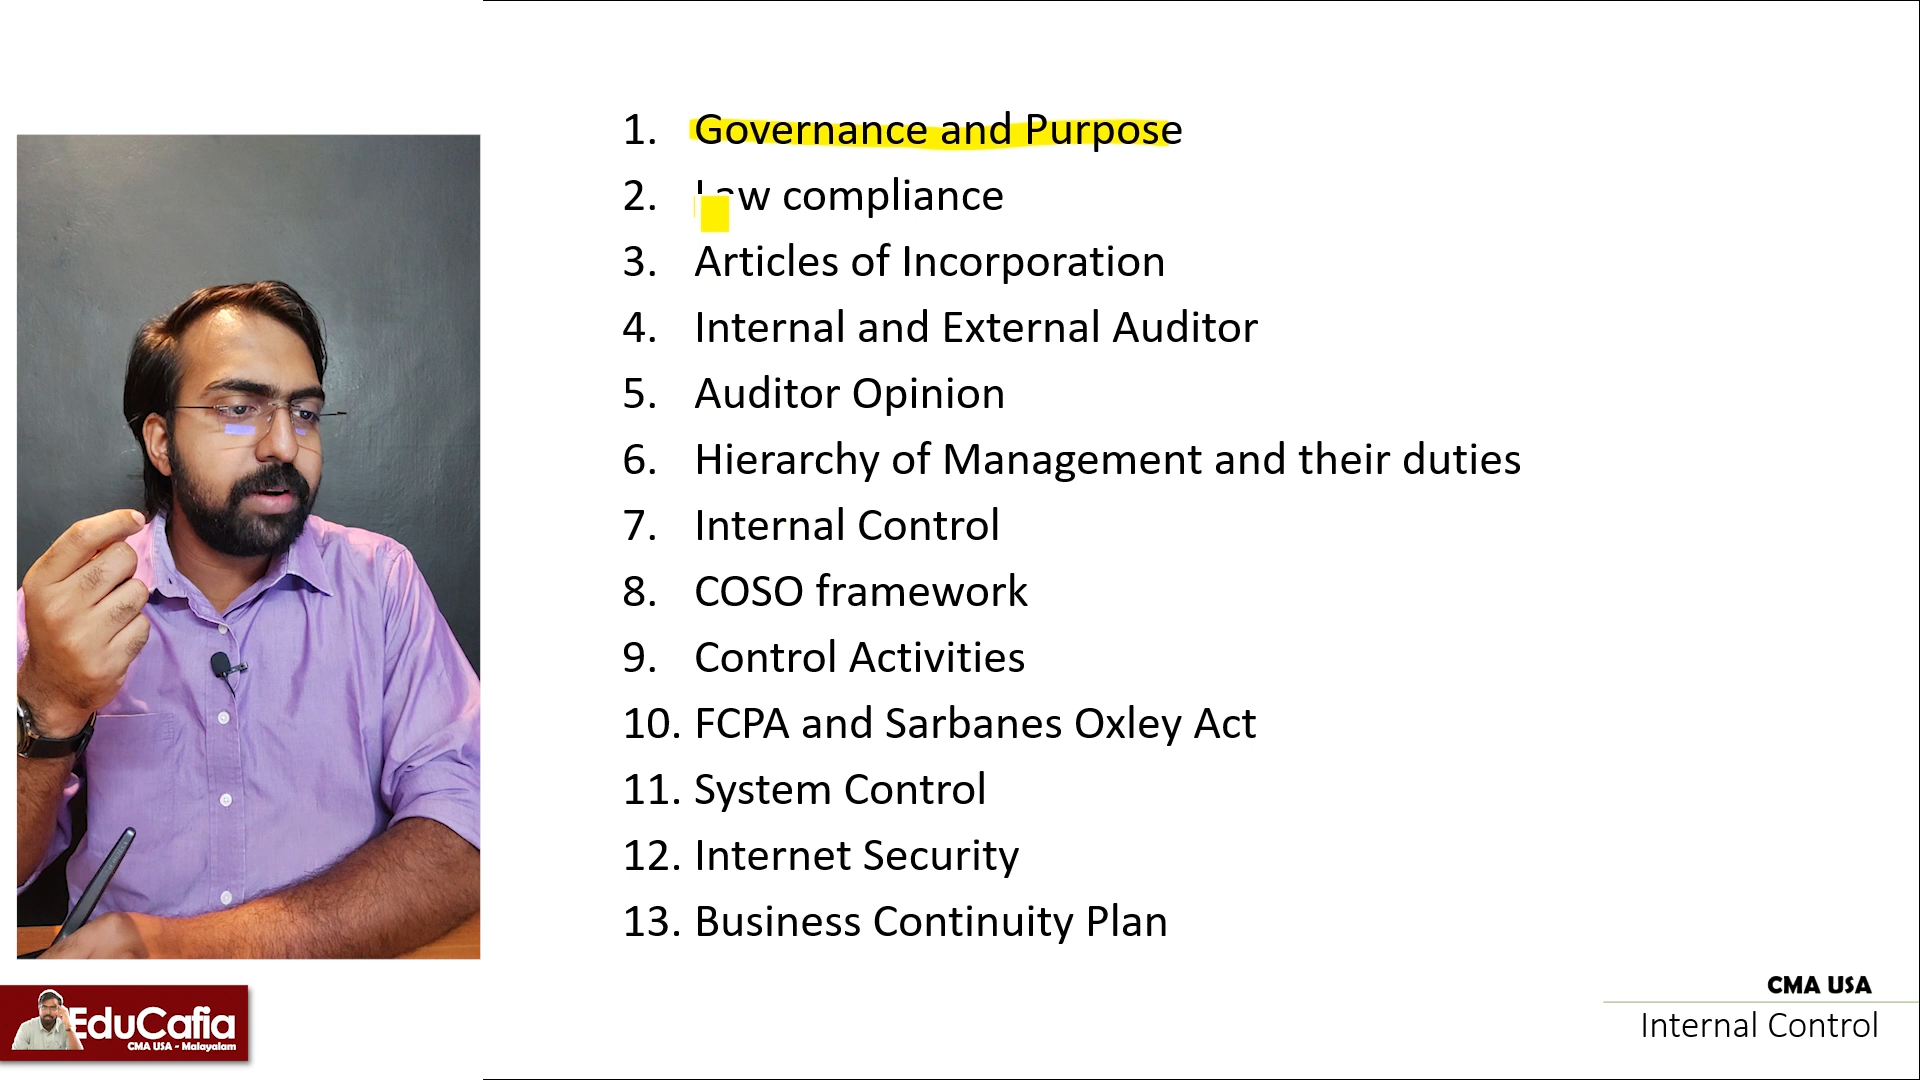 1. Governance and Purpose
2. Law compliance
3. Articles of Incorporation
4. Internal and External Auditor
5. Auditor Opinion
6. Hierarchy of Management and their duties
7. Internal Control
8. COSO framework
9. Control Activities
10. FCPA and Sarbanes Oxley Act
11. System Control
12. Internet Security
13. Business Continuity Plan
CMA USA
Internal Control
EduCafia
CMA USA - Malayalam